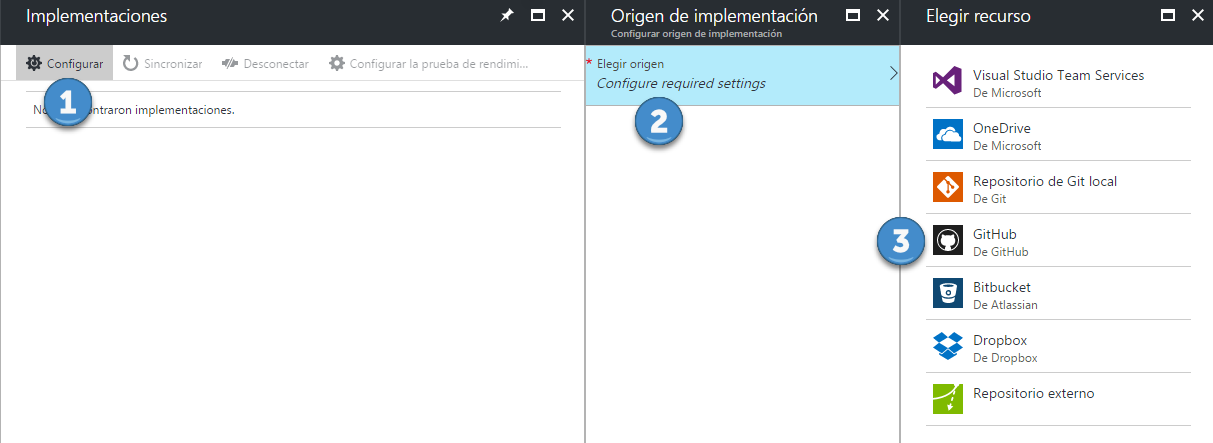 Implementaciones
Configurar
Sincronizar
Desconectar
Configurar la prueba de rendimi...
1
No ontraron implementaciones.
Origen de implementación
Configurar origen de implementación
* Elegir origen
Configure required settings
2
Elegir recurso
Visual Studio Team Services
De Microsoft
OneDrive
De Microsoft
Repositorio de Git local
De Git
3
GitHub
De GitHub
Bitbucket
De Atlassian
Dropbox
De Dropbox
Repositorio externo